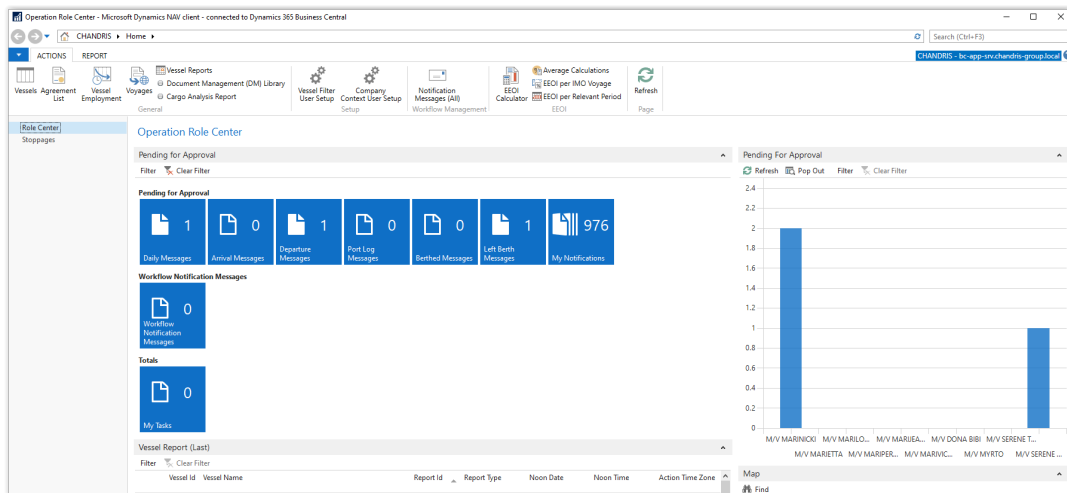 Operation Role Center - Microsoft Dynamics NAV client - connected to Dynamics 365 Business Central
CHANDRIS Home
Search (Ctrl+F3)
ACTIONS REPORT
CHANDRIS - bc-app-srv.chandris-group.local
Vessels
Agreement List
Vessel Employment
Voyages
Vessel Reports
Document Management (DM) Library
Cargo Analysis Report
General
Vessel Filter User Setup
Company Context User Setup
Setup
Notification Messages (All)
Workflow Management
EEOI Calculator
Average Calculations
EEOI per IMO Voyage
EEOI per Relevant Period
EEOI
Refresh
Page
Role Center
Stoppages
Operation Role Center
Pending for Approval
Filter Clear Filter
Pending for Approval
1
Daily Messages
0
Arrival Messages
1
Departure
Messages
0
Port Log
Messages
0
Berthed Messages
1
Left Berth
Messages
976
My Notifications
Workflow Notification Messages
0
Workflow
Notification
Messages
Totals
0
My Tasks
Vessel Report (Last)
Filter Clear Filter
Vessel Id Vessel Name Report Id Report Type Noon Date Noon Time Action Time Zone
Pending For Approval
Refresh Pop Out Filter Clear Filter
2.4
2.2
2
1.8
1.6
1.4
1.2
1
0.8
0.6
0.4
0.2
0
M/V MARINICKI M/V MARILO... M/V MARIJEA... M/V DONA BIBI M/V SERENE T...
M/V MARIETTA M/V MARIPER... M/V MARIVIC... M/V MYRTO M/V SERENE ...
Map
Find